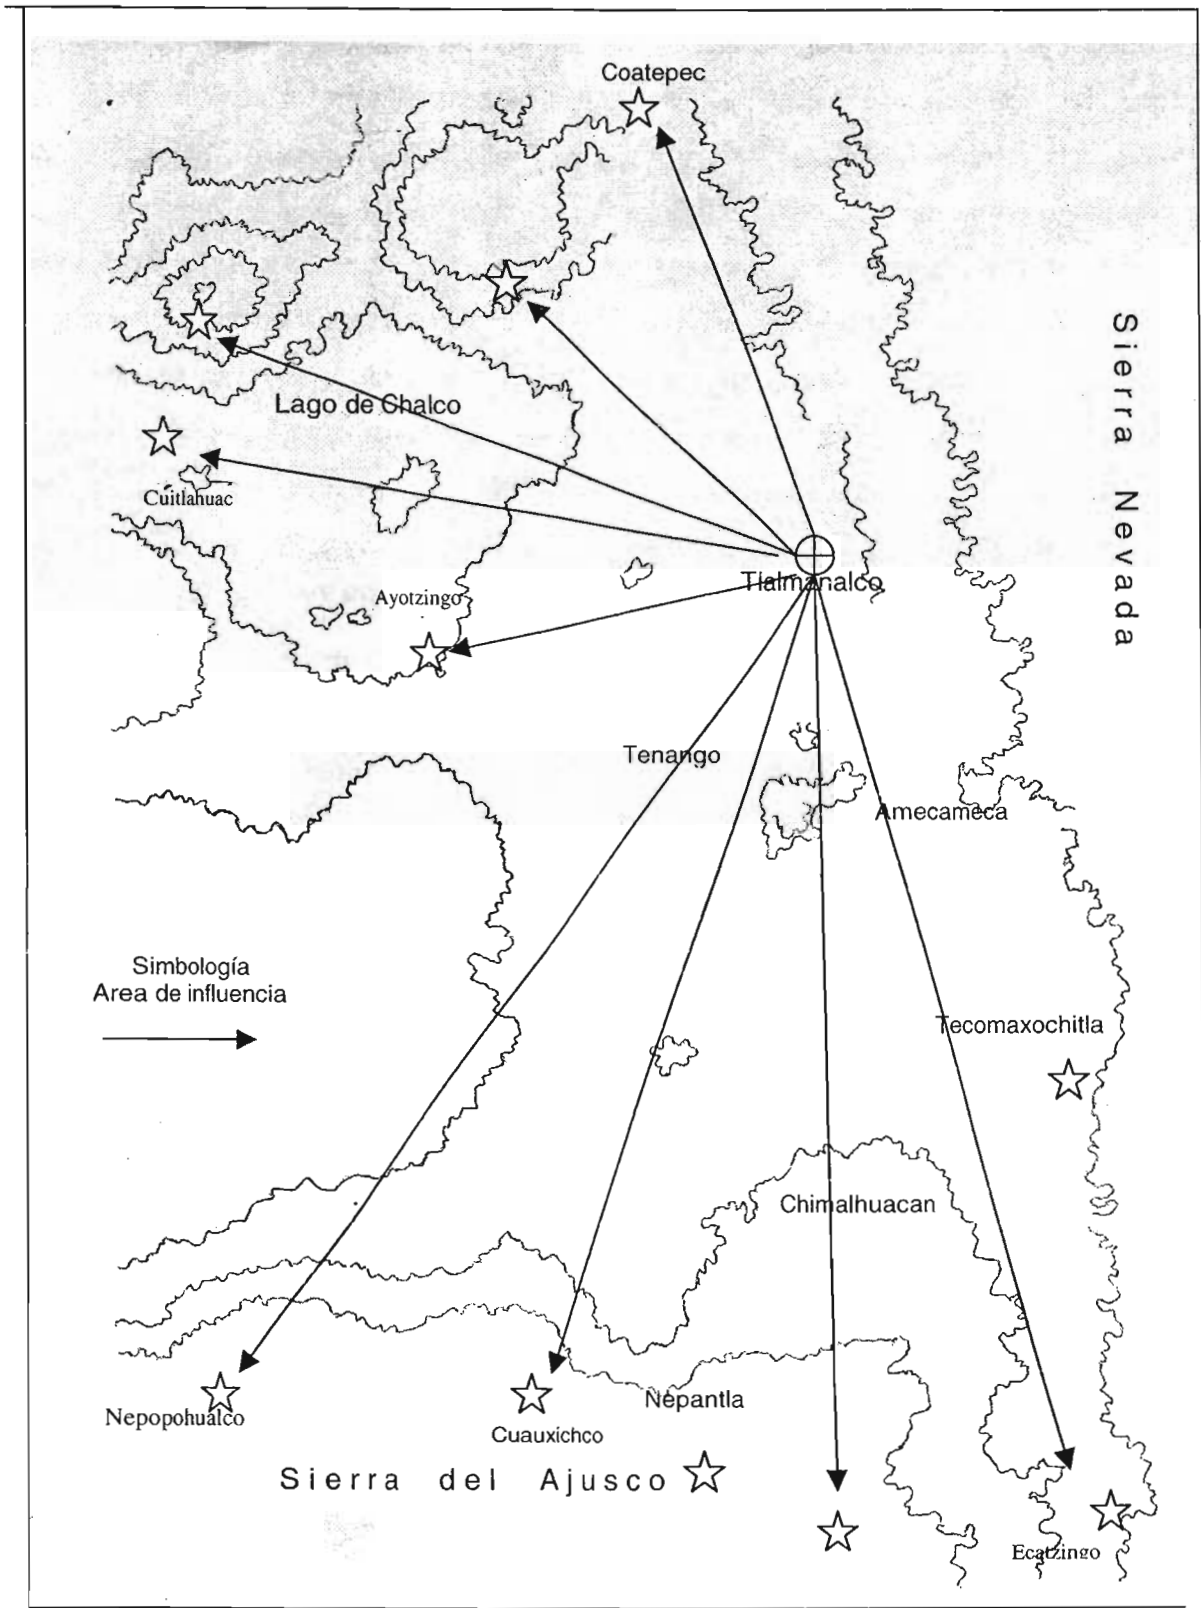 Coatepec
Sierra Nevada
Lago de Chalco
Cuitlahuac
Tlalmanalco
Ayotzingo
Tenango
Amecameca
Simbología
Area de influencia
Tecomaxochitla
Chimalhuacan
Nepantla
Nepopohualco
Cuauxichco
Sierra del Ajusco
Ecatzingo